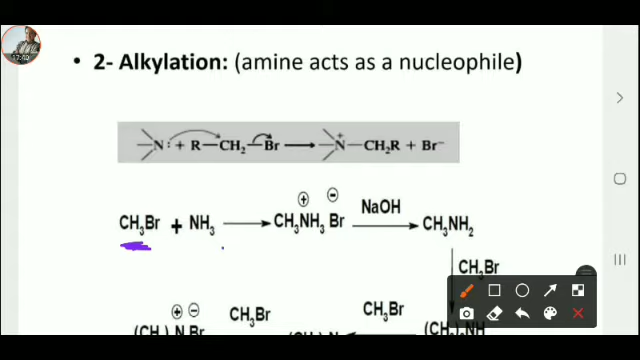 • 2- Alkylation: (amine acts as a nucleophile)
N: + R—CH₂—Br → N⁺—CH₂R + Br⁻
CH₃Br + NH₃ → CH₃NH₃ ⊕ Br ⊖ NaOH → CH₃NH₂
CH₃Br
CH₃Br CH₃Br
⊕ ⊖